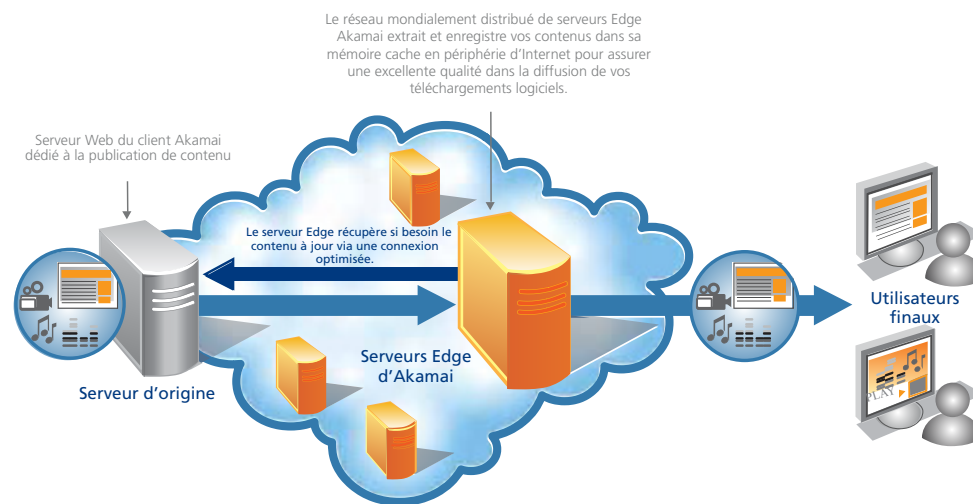 Le réseau mondialement distribué de serveurs Edge
Akamai extrait et enregistre vos contenus dans sa
mémoire cache en périphérie d'Internet pour assurer
une excellente qualité dans la diffusion de vos
téléchargements logiciels.
Serveur Web du client Akamai
dédié à la publication de contenu
Le serveur Edge récupère si besoin le
contenu à jour via une connexion
optimisée.
Serveur d'origine
Serveurs Edge
d'Akamai
Utilisateurs
finaux
PLAY